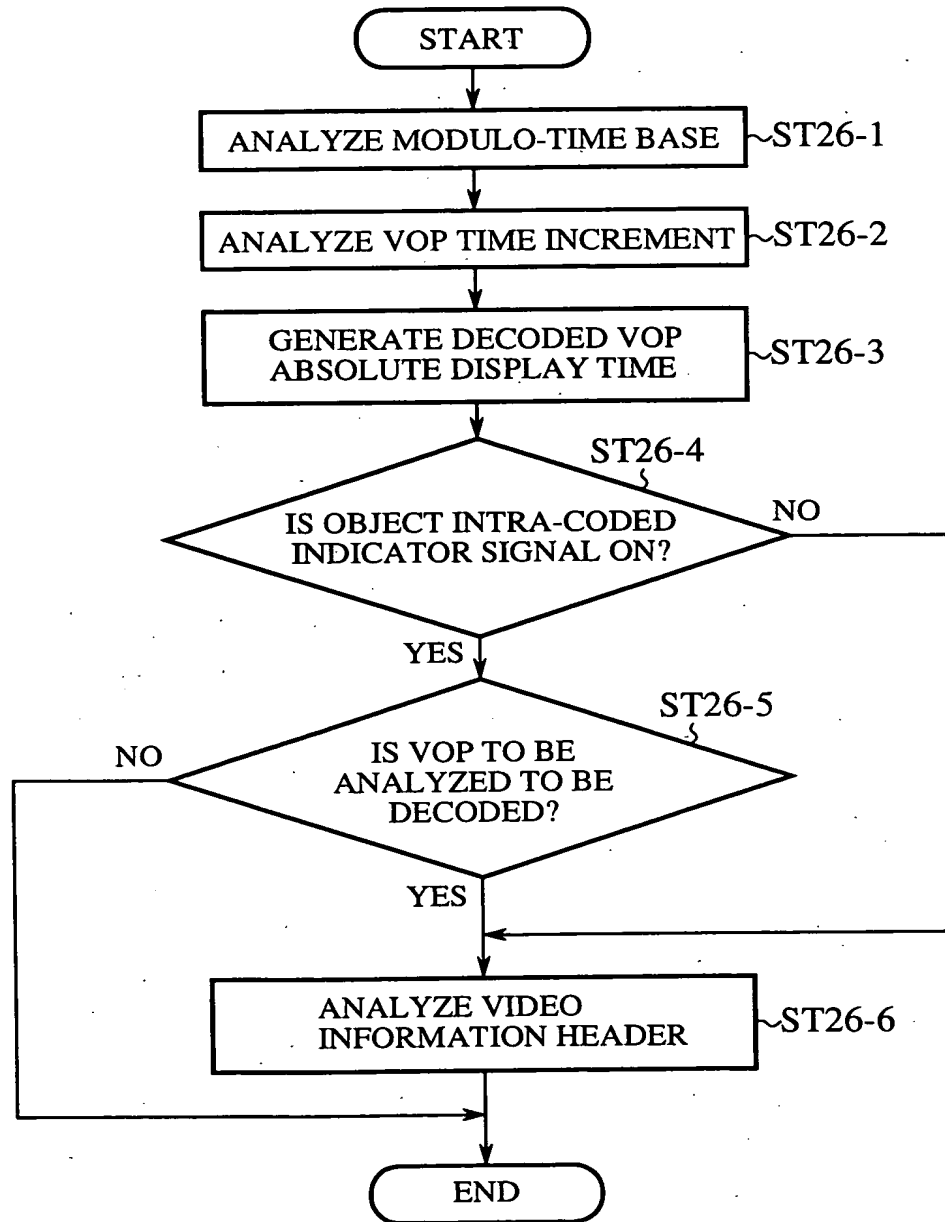 START
ANALYZE MODULO-TIME BASE
ST26-1
ANALYZE VOP TIME INCREMENT
ST26-2
GENERATE DECODED VOP
ABSOLUTE DISPLAY TIME
ST26-3
ST26-4
IS OBJECT INTRA-CODED
INDICATOR SIGNAL ON?
NO
YES
ST26-5
NO
IS VOP TO BE
ANALYZED TO BE
DECODED?
YES
ANALYZE VIDEO
INFORMATION HEADER
ST26-6
END